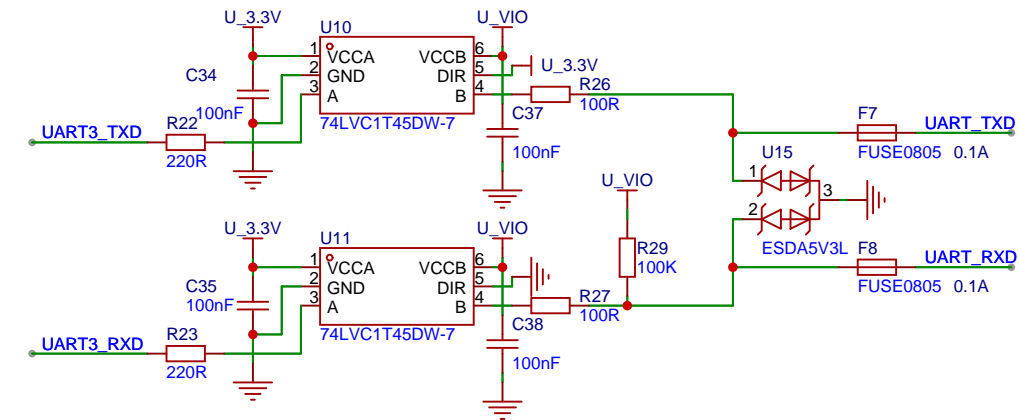 U_3.3V
U10
U_VIO
1 VCCA VCCB 6
2 GND DIR 5
3 A B 4
U_3.3V
C34
100nF
74LVC1T45DW-7
R26
100R
C37
100nF
UART3_TXD
R22
220R
F7
UART_TXD
FUSE0805 0.1A
U15
1
2
3
ESDA5V3L
U_VIO
R29
100K
U_3.3V
U11
U_VIO
1 VCCA VCCB 6
2 GND DIR 5
3 A B 4
C35
100nF
74LVC1T45DW-7
R27
100R
C38
100nF
F8
UART_RXD
FUSE0805 0.1A
UART3_RXD
R23
220R